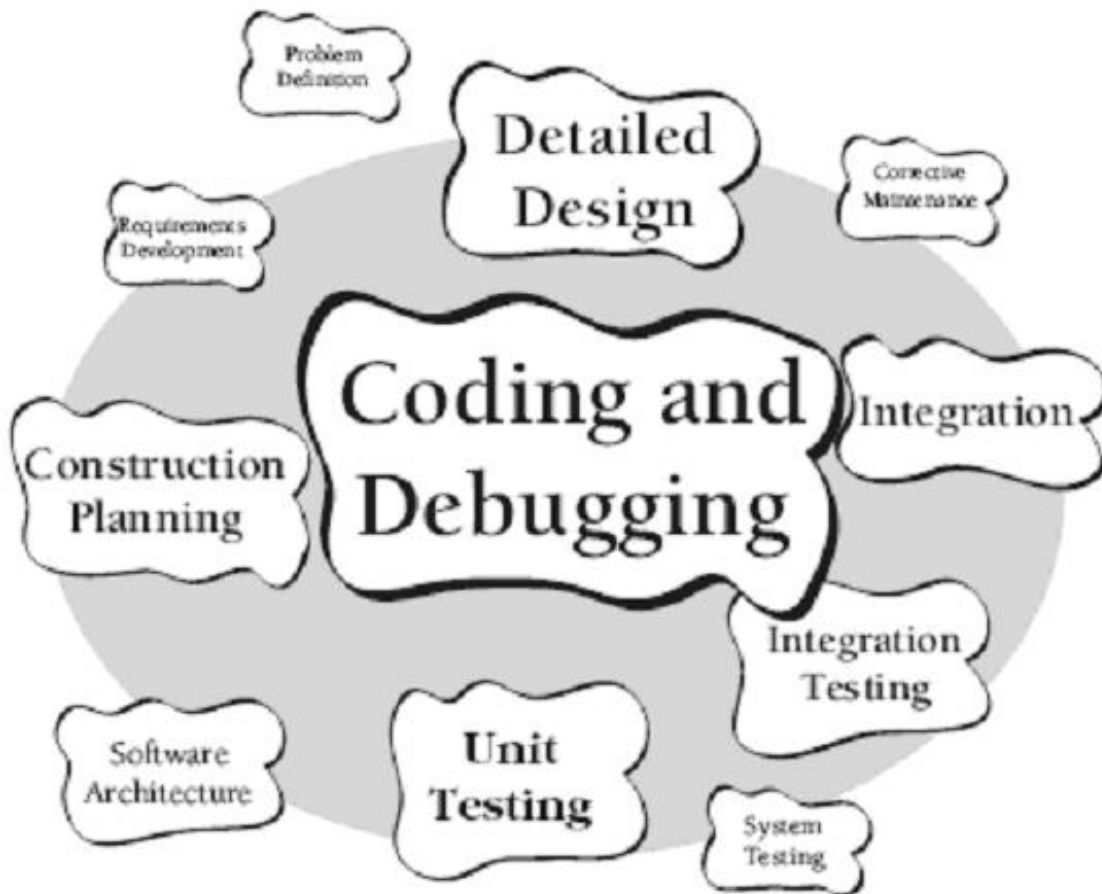 Problem
Definition
Detailed
Design
Corrective
Maintenance
Requirements
Development
Coding and
Debugging
Integration
Construction
Planning
Integration
Testing
Software
Architecture
Unit
Testing
System
Testing